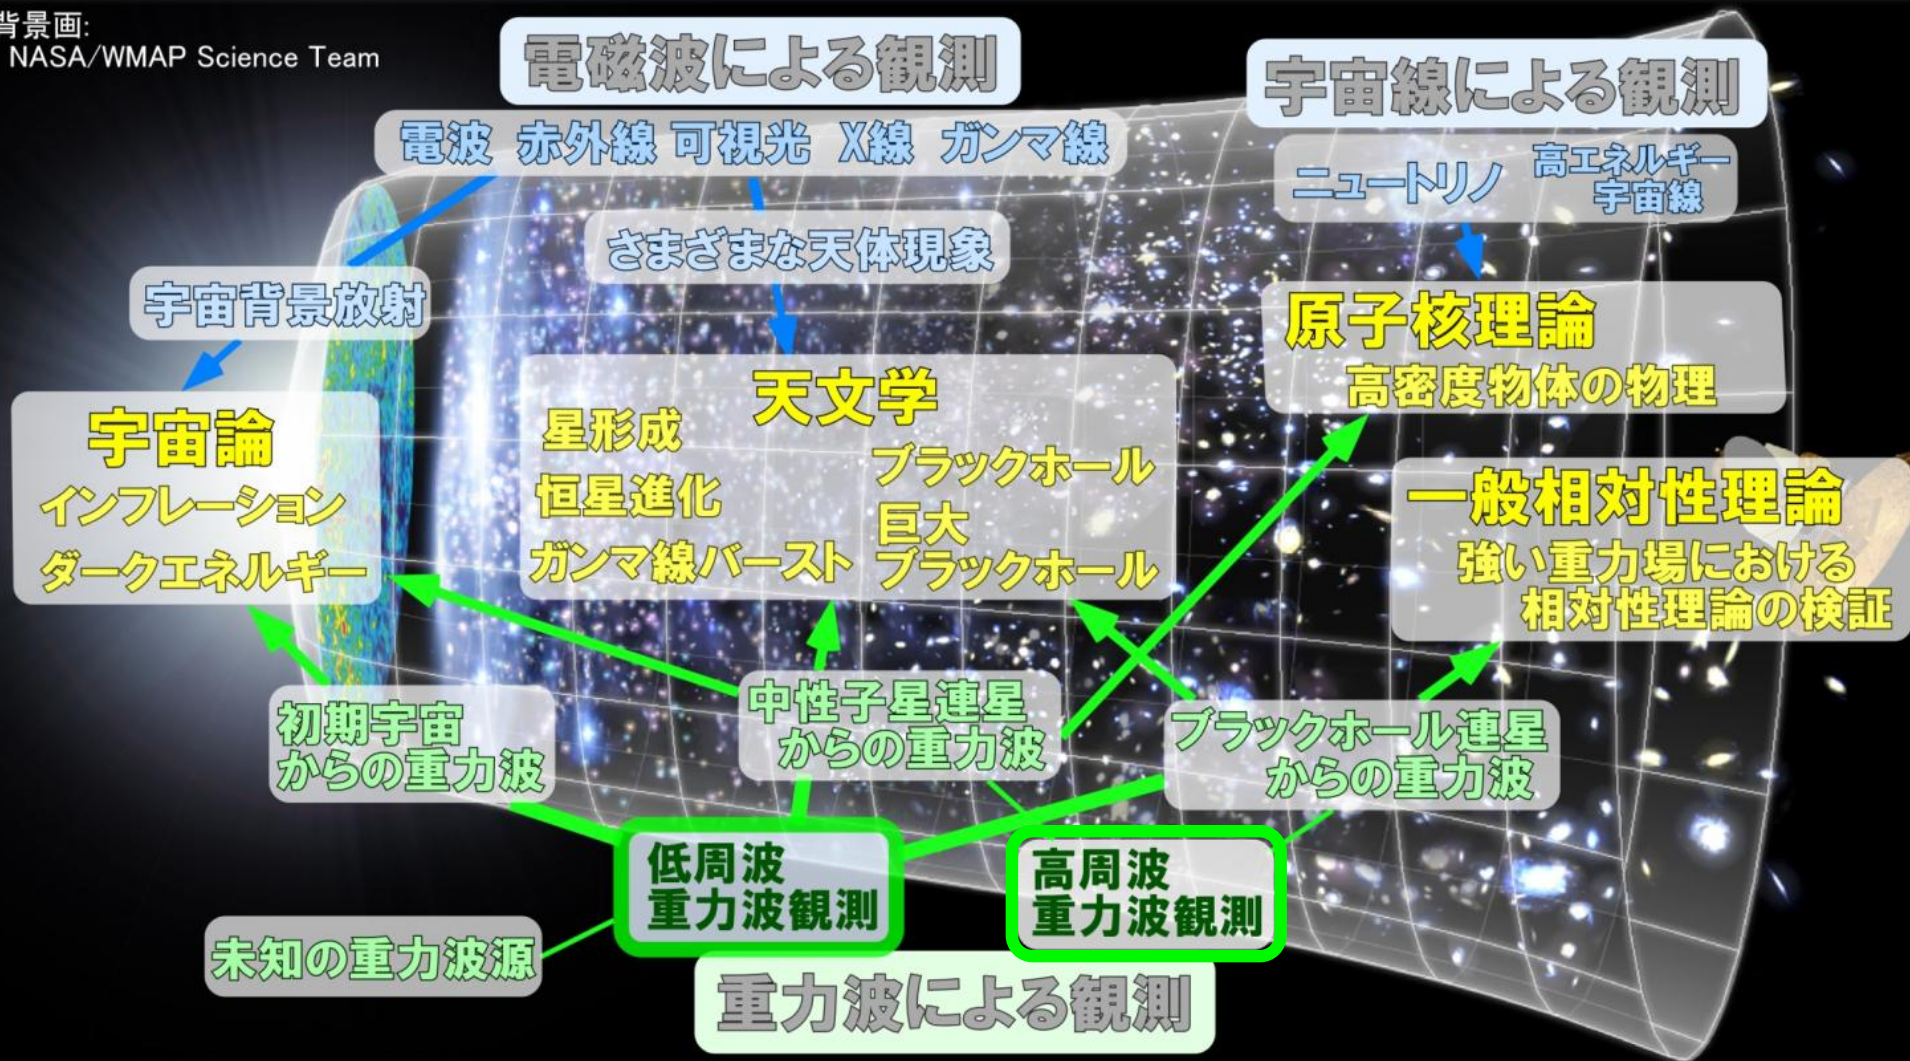 背景画:
NASA/WMAP Science Team
電磁波による観測
電波 赤外線 可視光 X線 ガンマ線
宇宙線による観測
ニュートリノ
高エネルギー
宇宙線
さまざまな天体現象
宇宙背景放射
宇宙論
インフレーション
ダークエネルギー
天文学
星形成
恒星進化
ガンマ線バースト
ブラックホール
巨大
ブラックホール
原子核理論
高密度物体の物理
一般相対性理論
強い重力場における
相対性理論の検証
初期宇宙
からの重力波
中性子星連星
からの重力波
ブラックホール連星
からの重力波
低周波
重力波観測
高周波
重力波観測
未知の重力波源
重力波による観測